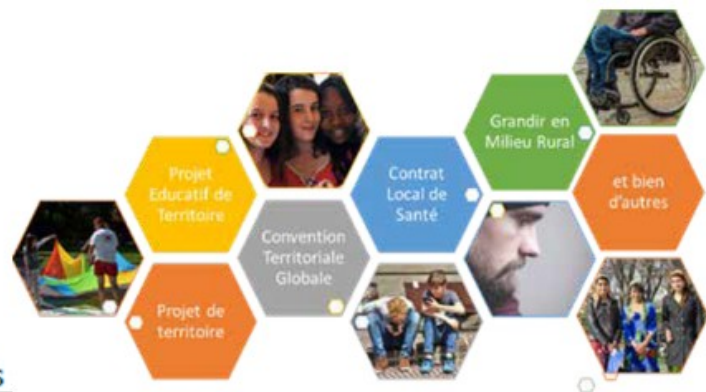 Projet
Educatif de
Territoire
Projet de
territoire
Convention
Territoriale
Globale
Contrat
Local de
Santé
Grandir en
Milieu Rural
et bien
d'autres
s